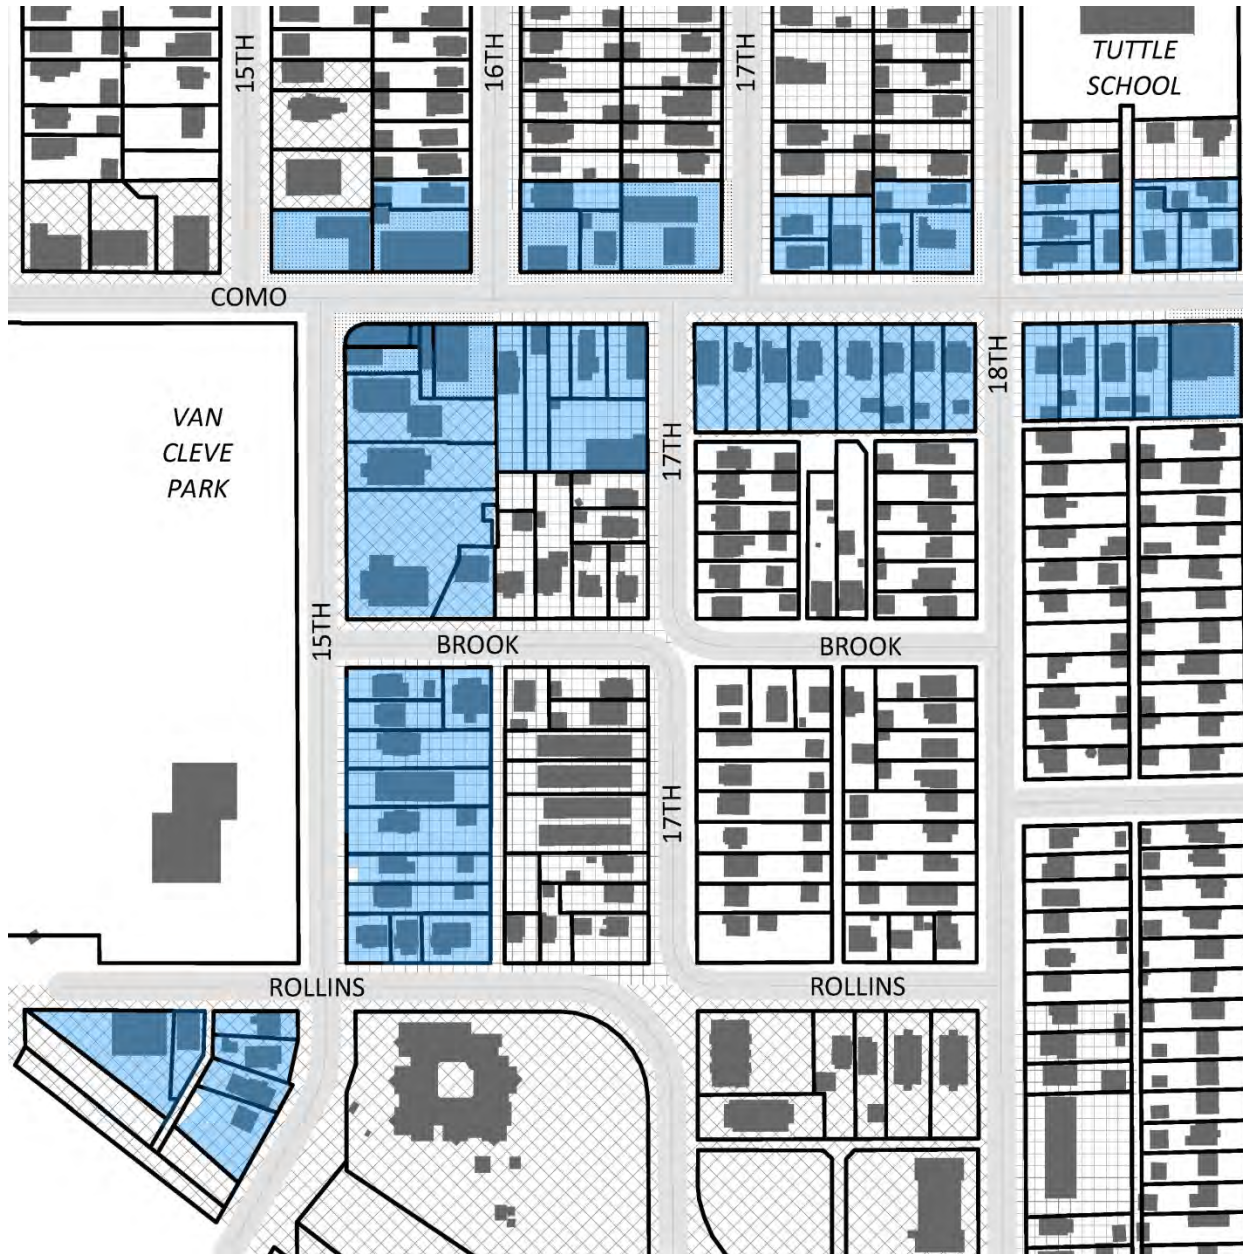 15TH
16TH
17TH
TUTTLE
SCHOOL
COMO
18TH
VAN
CLEVE
PARK
17TH
15TH
BROOK
BROOK
17TH
ROLLINS
ROLLINS